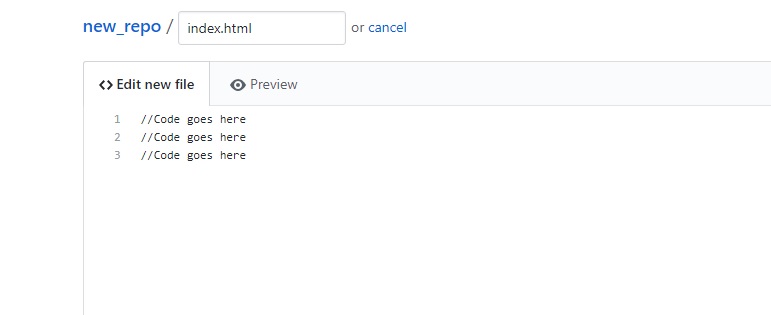 new_repo / index.html or cancel
<> Edit new file Preview
1 //Code goes here
2 //Code goes here
3 //Code goes here